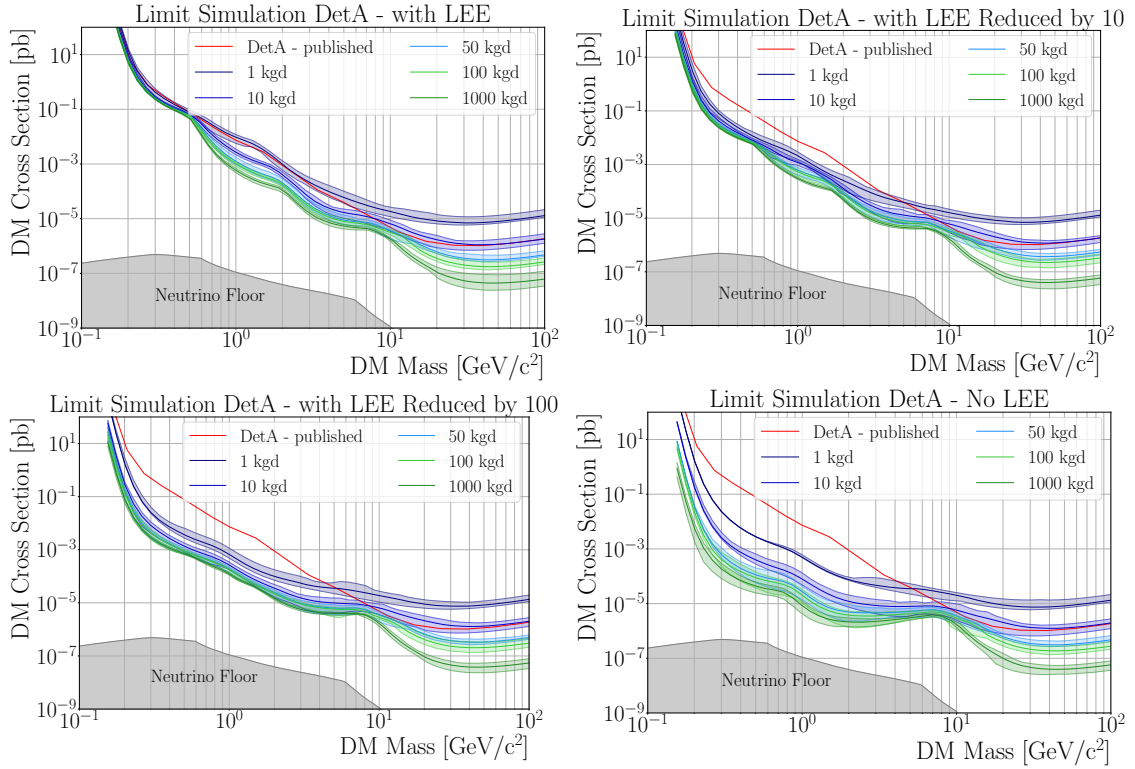 Limit Simulation DetA - with LEE
DM Cross Section [pb]
10^1
10^-1
10^-3
10^-5
10^-7
10^-9
DetA - published
1 kgd
10 kgd
50 kgd
100 kgd
1000 kgd
Neutrino Floor
10^-1
10^0
10^1
10^2
DM Mass [GeV/c^2]
Limit Simulation DetA - with LEE Reduced by 10
DM Cross Section [pb]
10^1
10^-1
10^-3
10^-5
10^-7
10^-9
DetA - published
1 kgd
10 kgd
50 kgd
100 kgd
1000 kgd
Neutrino Floor
10^-1
10^0
10^1
10^2
DM Mass [GeV/c^2]
Limit Simulation DetA - with LEE Reduced by 100
DM Cross Section [pb]
10^1
10^-1
10^-3
10^-5
10^-7
10^-9
DetA - published
1 kgd
10 kgd
50 kgd
100 kgd
1000 kgd
Neutrino Floor
10^-1
10^0
10^1
10^2
DM Mass [GeV/c^2]
Limit Simulation DetA - No LEE
DM Cross Section [pb]
10^1
10^-1
10^-3
10^-5
10^-7
10^-9
DetA - published
1 kgd
10 kgd
50 kgd
100 kgd
1000 kgd
Neutrino Floor
10^-1
10^0
10^1
10^2
DM Mass [GeV/c^2]